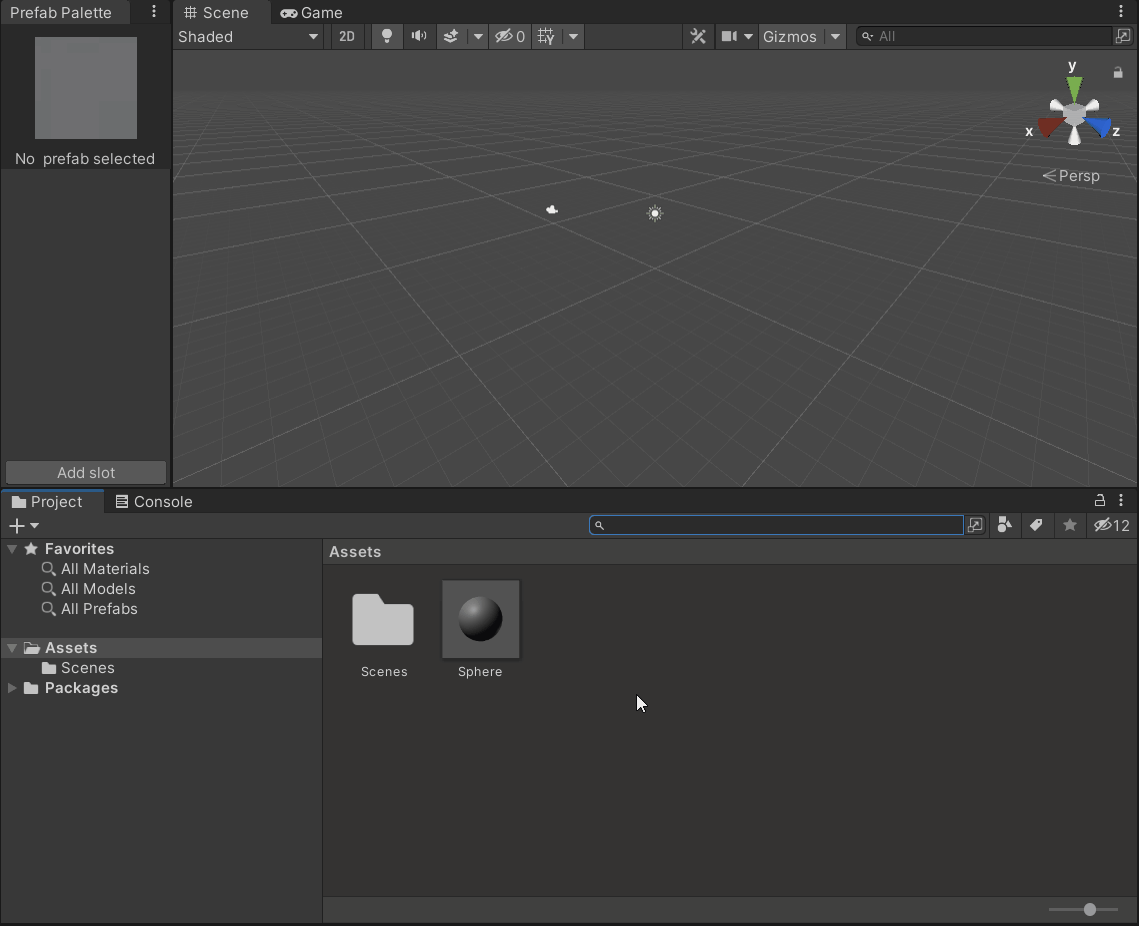 Prefab Palette
Scene
Game
Shaded
2D
0
Gizmos
All
y
x
z
Persp
No prefab selected
Add slot
Project
Console
12
Favorites
All Materials
All Models
All Prefabs
Assets
Scenes
Packages
Assets
Scenes
Sphere